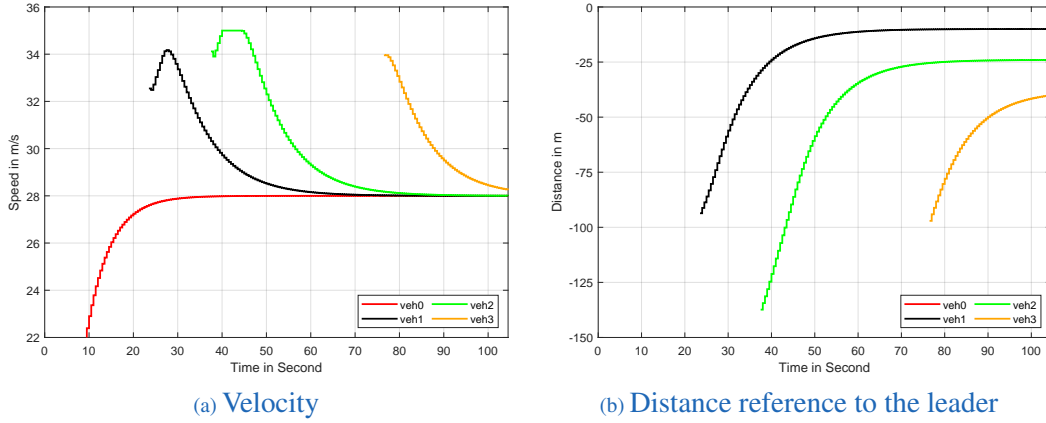 36
34
32
30
28
26
24
22
Speed in m/s
0 10 20 30 40 50 60 70 80 90 100
Time in Second
veh0 veh2
veh1 veh3
(a) Velocity
0
-25
-50
-75
-100
-125
-150
Distance in m
0 10 20 30 40 50 60 70 80 90 100
Time in Second
veh0 veh2
veh1 veh3
(b) Distance reference to the leader